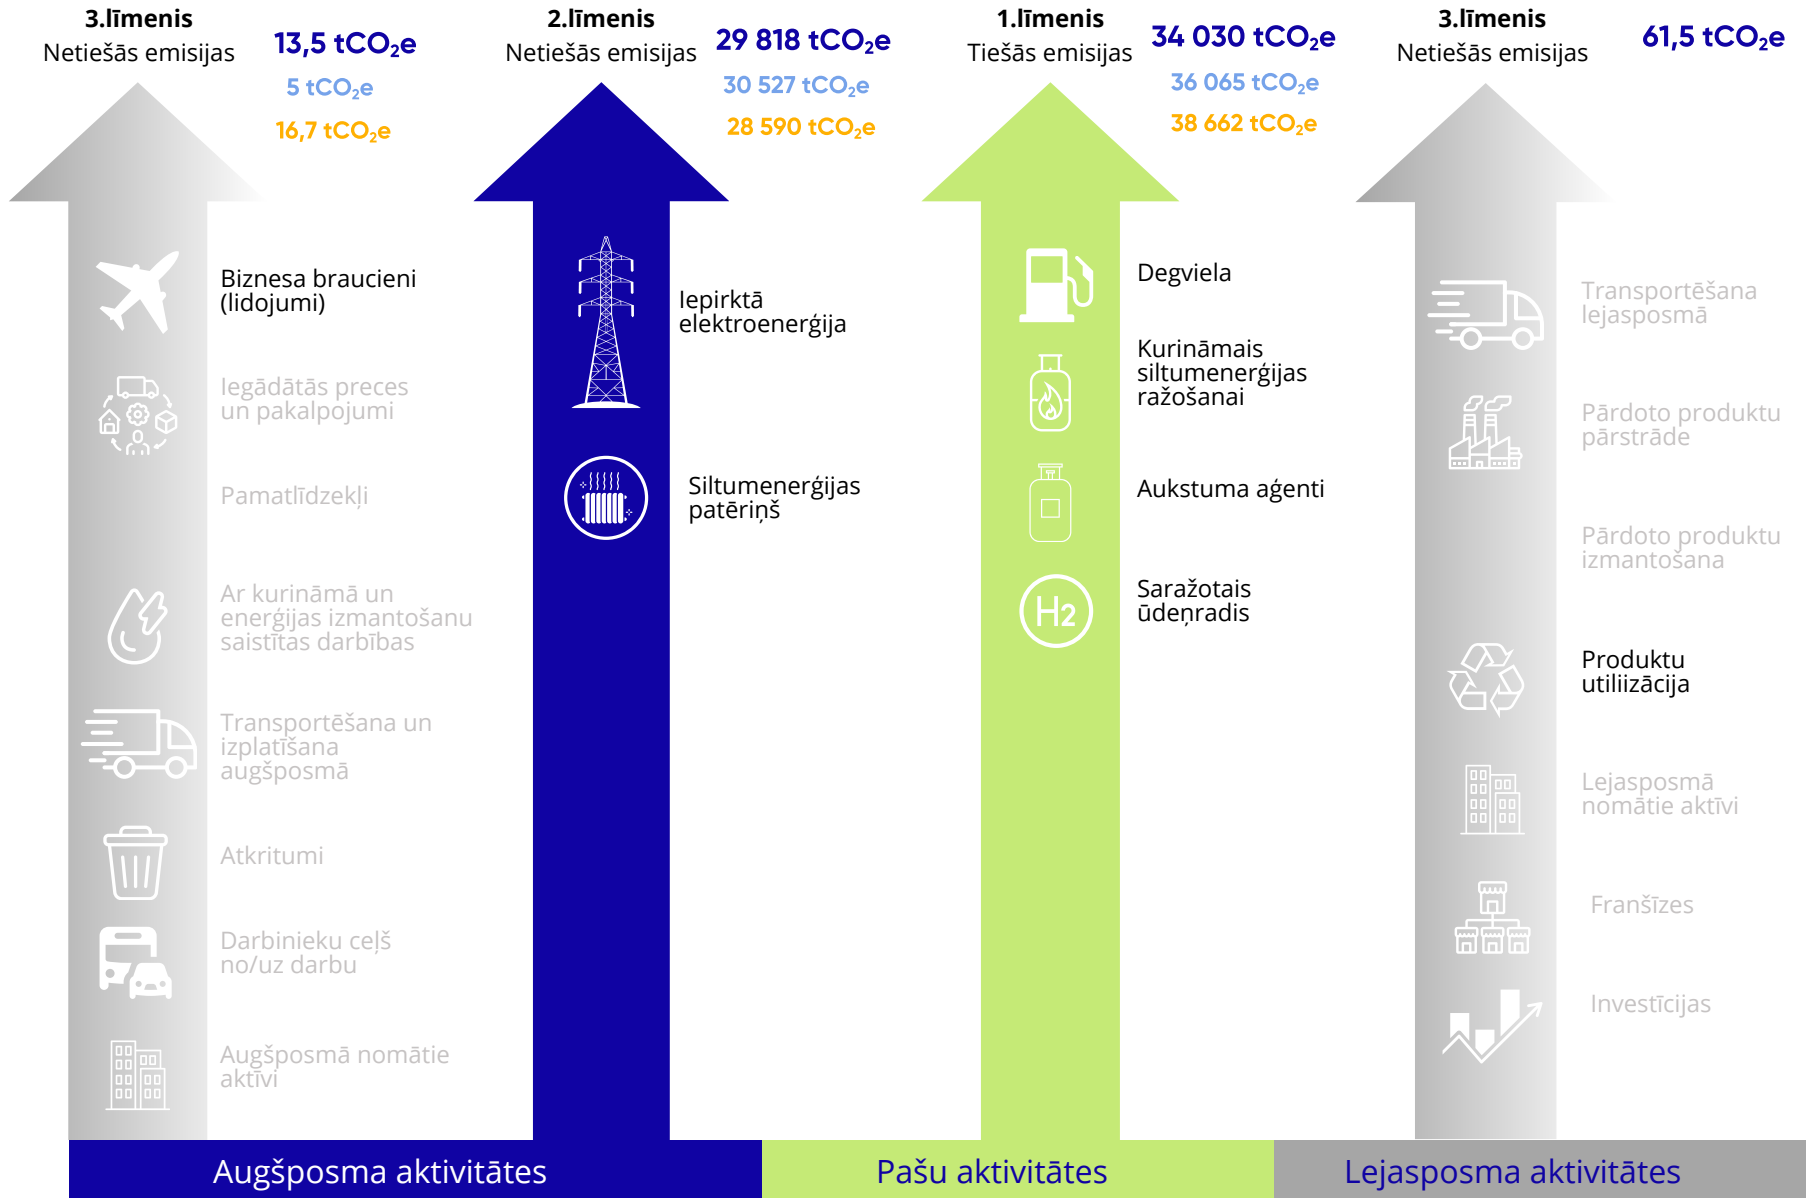 3.līmenis
Netiešās emisijas
13,5 tCO₂e
5 tCO₂e
16,7 tCO₂e
Biznesa braucieni
(lidojumi)
Iegādātās preces
un pakalpojumi
Pamatlīdzekļi
Ar kurināmā un
enerģijas izmantošanu
saistītas darbības
Transportēšana un
izplatīšana
augšposmā
Atkritumi
Darbinieku ceļš
no/uz darbu
Augšposmā nomātie
aktīvi
2.līmenis
Netiešās emisijas
29 818 tCO₂e
30 527 tCO₂e
28 590 tCO₂e
Iepirktā
elektroenerģija
Siltumenerģijas
patēriņš
1.līmenis
Tiešās emisijas
34 030 tCO₂e
36 065 tCO₂e
38 662 tCO₂e
Degviela
Kurināmais
siltumenerģijas
ražošanai
Aukstuma aģenti
H2
Saražotais
ūdeņradis
3.līmenis
Netiešās emisijas
61,5 tCO₂e
Transportēšana
lejasposmā
Pārdoto produktu
pārstrāde
Pārdoto produktu
izmantošana
Produktu
utiliizācija
Lejasposmā
nomātie aktīvi
Franšīzes
Investīcijas
Augšposma aktivitātes
Pašu aktivitātes
Lejasposma aktivitātes